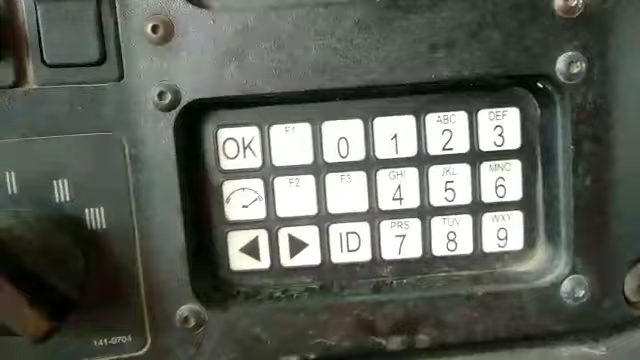 OK F1 0 1 ABC 2 DEF 3
F2 F3 GHI 4 JKL 5 MNO 6
ID PRS 7 TUV 8 WXY 9
141-0704